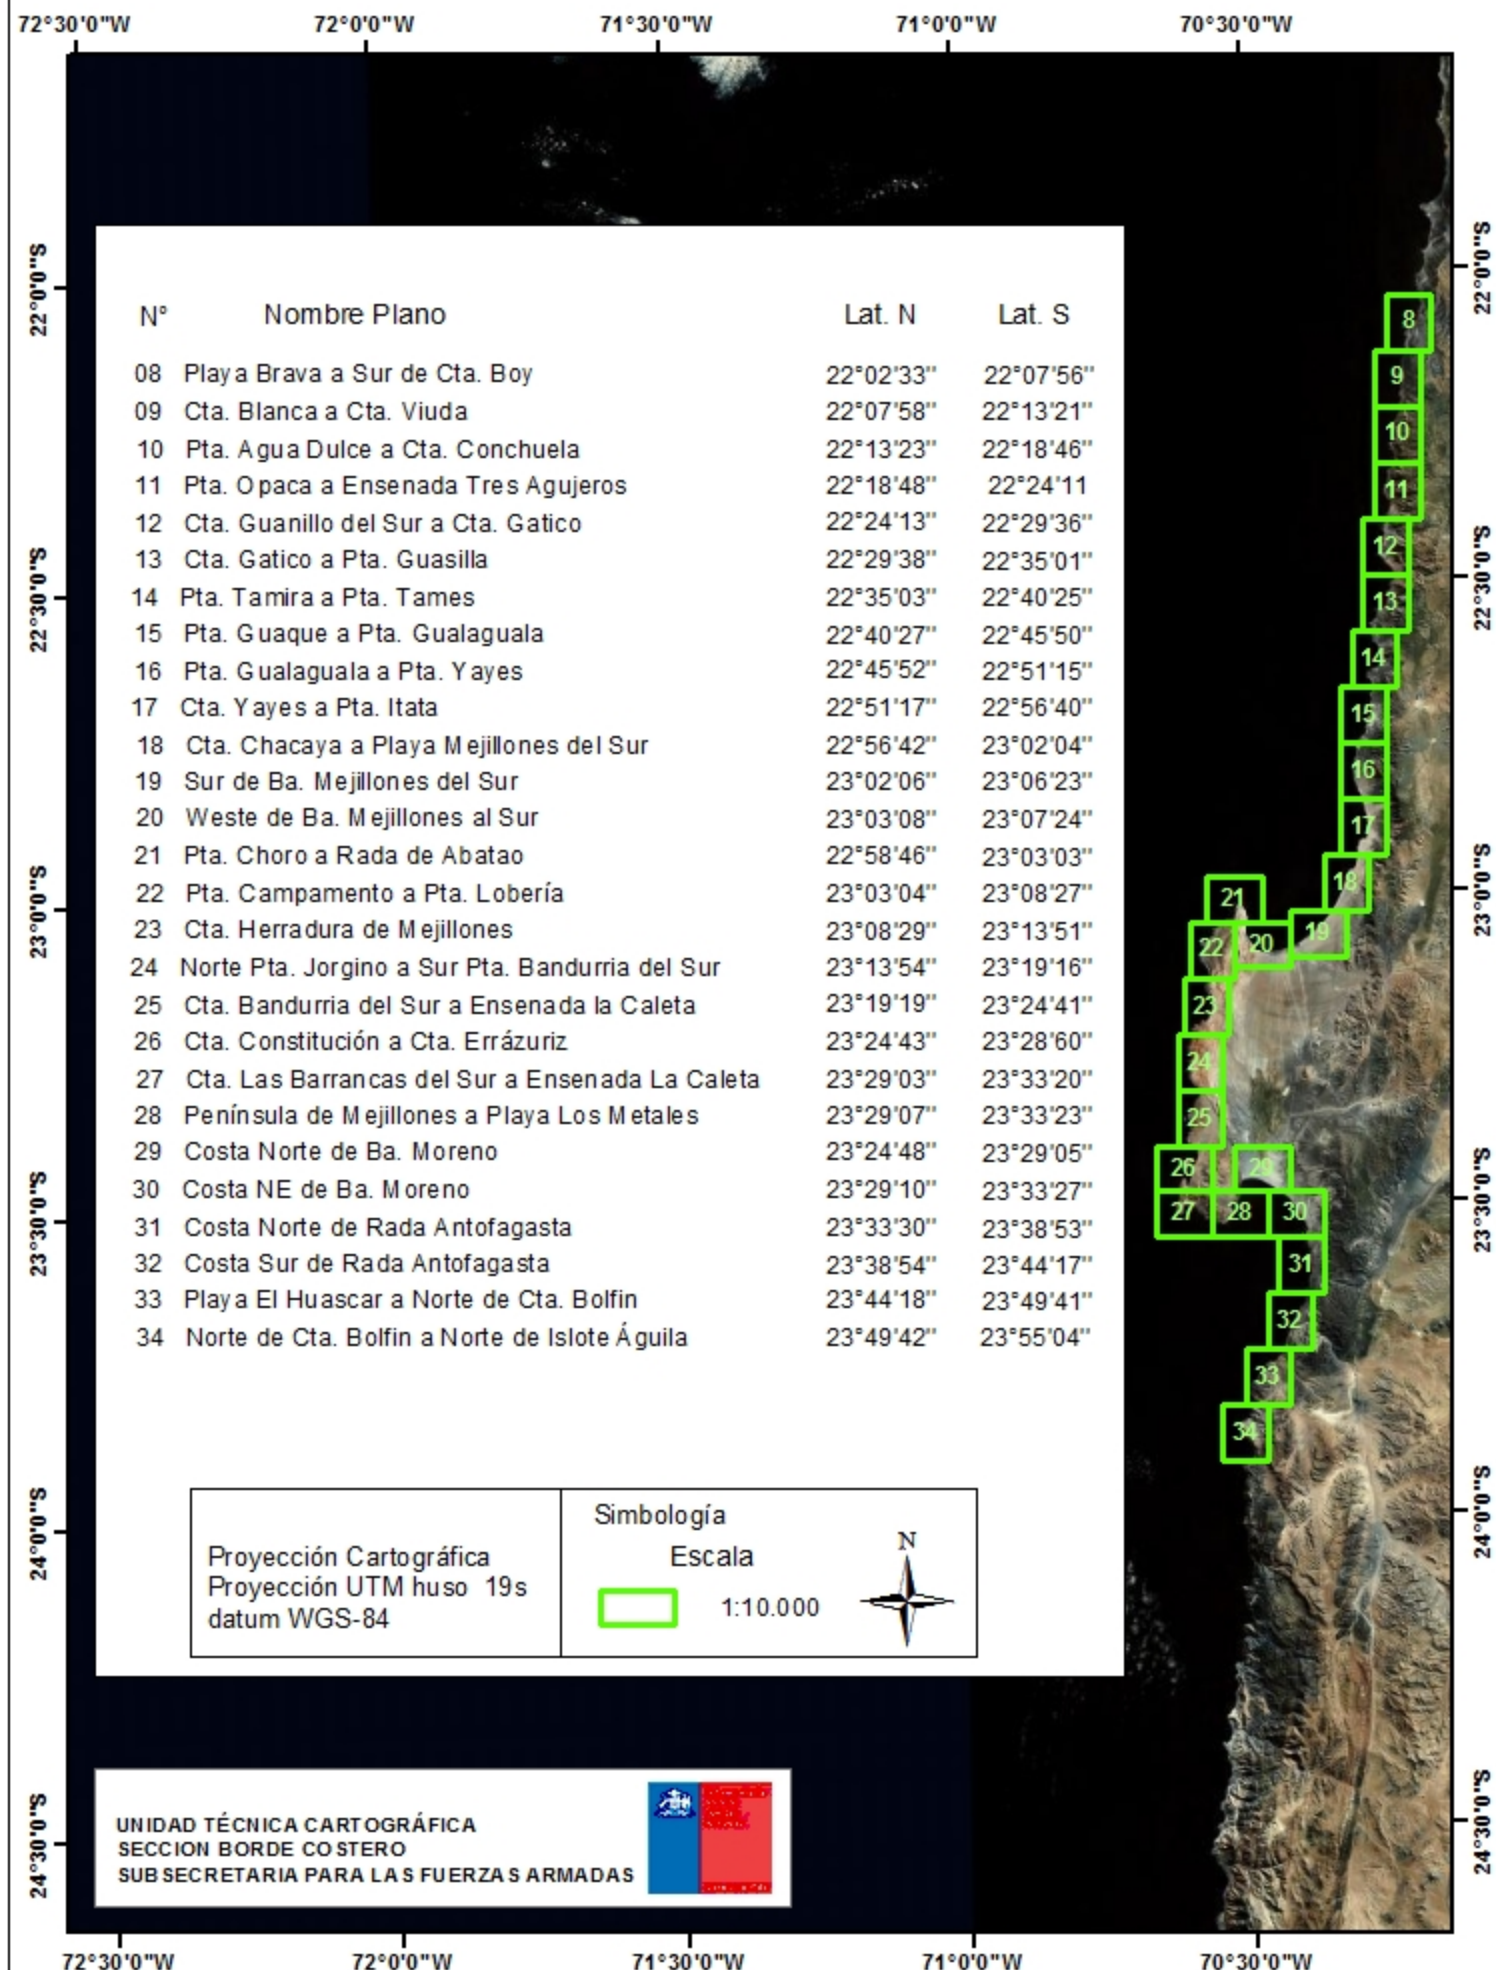 72°30'0"W 72°0'0"W 71°30'0"W 71°0'0"W 70°30'0"W
22°0'0"S
22°30'0"S
23°0'0"S
23°30'0"S
24°0'0"S
24°30'0"S
N° Nombre Plano Lat. N Lat. S
08 Playa Brava a Sur de Cta. Boy 22°02'33'' 22°07'56''
09 Cta. Blanca a Cta. Viuda 22°07'58'' 22°13'21''
10 Pta. Agua Dulce a Cta. Conchuela 22°13'23'' 22°18'46''
11 Pta. Opaca a Ensenada Tres Agujeros 22°18'48'' 22°24'11
12 Cta. Guanillo del Sur a Cta. Gatico 22°24'13'' 22°29'36''
13 Cta. Gatico a Pta. Guasilla 22°29'38'' 22°35'01''
14 Pta. Tamira a Pta. Tames 22°35'03'' 22°40'25''
15 Pta. Guaque a Pta. Gualaguala 22°40'27'' 22°45'50''
16 Pta. Gualaguala a Pta. Yayes 22°45'52'' 22°51'15''
17 Cta. Yayes a Pta. Itata 22°51'17'' 22°56'40''
18 Cta. Chacaya a Playa Mejillones del Sur 22°56'42'' 23°02'04''
19 Sur de Ba. Mejillones del Sur 23°02'06'' 23°06'23''
20 Weste de Ba. Mejillones al Sur 23°03'08'' 23°07'24''
21 Pta. Choro a Rada de Abatao 22°58'46'' 23°03'03''
22 Pta. Campamento a Pta. Lobería 23°03'04'' 23°08'27''
23 Cta. Herradura de Mejillones 23°08'29'' 23°13'51''
24 Norte Pta. Jorgino a Sur Pta. Bandurria del Sur 23°13'54'' 23°19'16''
25 Cta. Bandurria del Sur a Ensenada la Caleta 23°19'19'' 23°24'41''
26 Cta. Constitución a Cta. Errázuriz 23°24'43'' 23°28'60''
27 Cta. Las Barrancas del Sur a Ensenada La Caleta 23°29'03'' 23°33'20''
28 Península de Mejillones a Playa Los Metales 23°29'07'' 23°33'23''
29 Costa Norte de Ba. Moreno 23°24'48'' 23°29'05''
30 Costa NE de Ba. Moreno 23°29'10'' 23°33'27''
31 Costa Norte de Rada Antofagasta 23°33'30'' 23°38'53''
32 Costa Sur de Rada Antofagasta 23°38'54'' 23°44'17''
33 Playa El Huascar a Norte de Cta. Bolfin 23°44'18'' 23°49'41''
34 Norte de Cta. Bolfin a Norte de Islote Águila 23°49'42'' 23°55'04''
Proyección Cartográfica
Proyección UTM huso 19s
datum WGS-84
Simbología
Escala
1:10.000
N
UNIDAD TÉCNICA CARTOGRÁFICA
SECCION BORDE COSTERO
SUBSECRETARIA PARA LAS FUERZAS ARMADAS
8
9
10
11
12
13
14
15
16
17
18
21
19
22 20
23
24
25
26 29
27 28 30
31
32
33
34
22°0'0"S
22°30'0"S
23°0'0"S
23°30'0"S
24°0'0"S
24°30'0"S
72°30'0"W 72°0'0"W 71°30'0"W 71°0'0"W 70°30'0"W